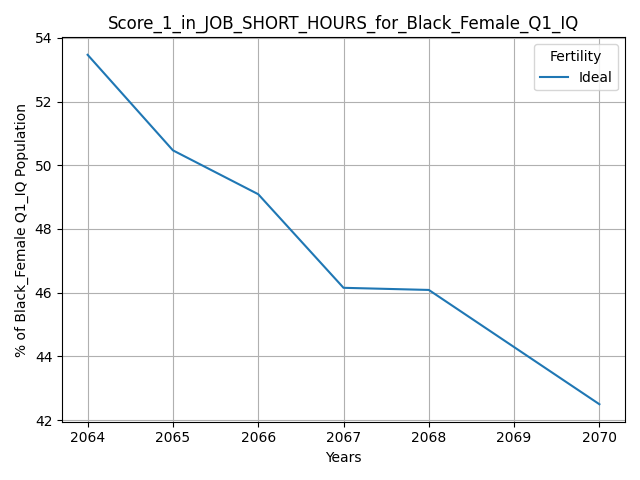 Score_1_in_JOB_SHORT_HOURS_for_Black_Female_Q1_IQ
Fertility
Ideal
% of Black_Female Q1_IQ Population
54
52
50
48
46
44
42
2064 2065 2066 2067 2068 2069 2070
Years